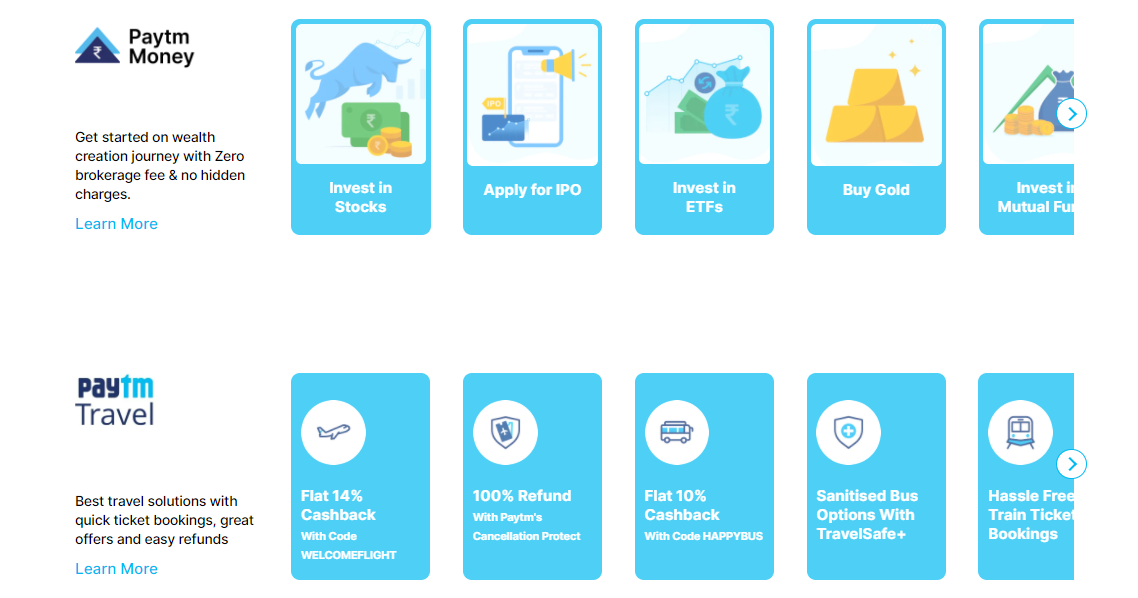 Paytm
Money
Get started on wealth
creation journey with Zero
brokerage fee & no hidden
charges.
Learn More
₹
₹
Invest in
Stocks
IPO
Apply for IPO
₹
Invest in
ETFs
Buy Gold
Invest in
Mutual Fun
paytm
Travel
Best travel solutions with
quick ticket bookings, great
offers and easy refunds
Learn More
Flat 14%
Cashback
With Code
WELCOMEFLIGHT
100% Refund
With Paytm's
Cancellation Protect
Flat 10%
Cashback
With Code HAPPYBUS
Sanitised Bus
Options With
TravelSafe+
Hassle Free
Train Ticket
Bookings